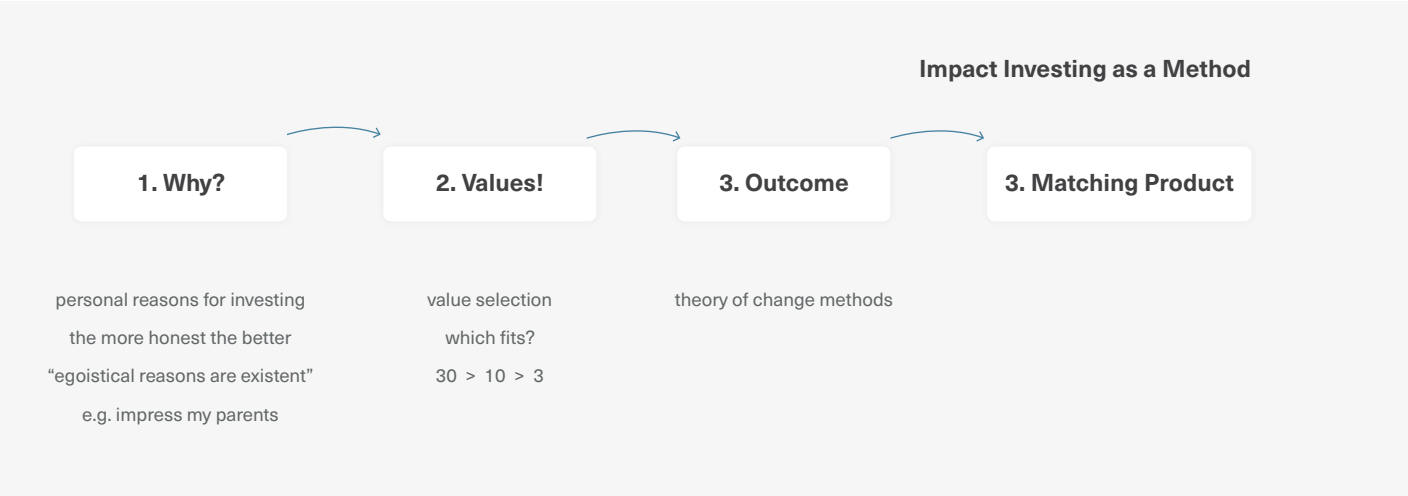 Impact Investing as a Method
1. Why?
2. Values!
3. Outcome
3. Matching Product
personal reasons for investing
the more honest the better
“egoistical reasons are existent”
e.g. impress my parents
value selection
which fits?
30 > 10 > 3
theory of change methods